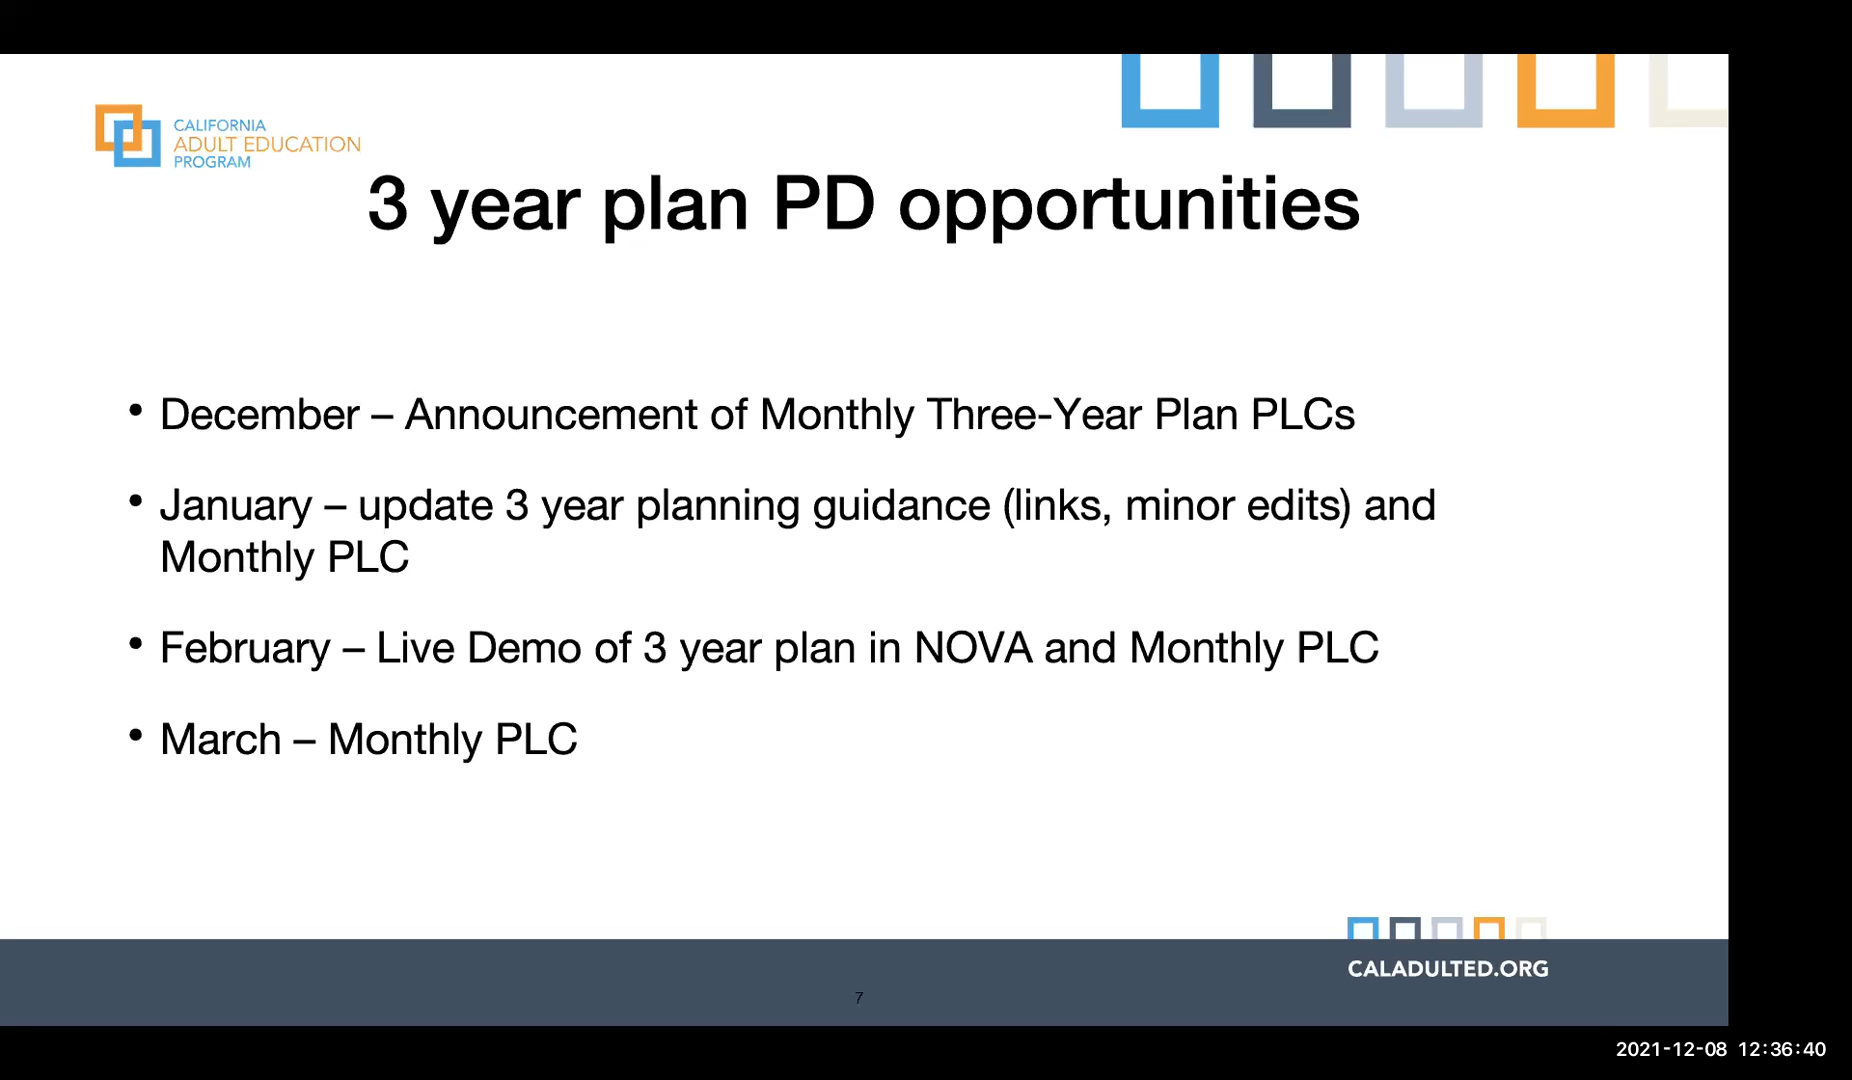 CALIFORNIA
ADULT EDUCATION
PROGRAM
3 year plan PD opportunities
• December – Announcement of Monthly Three-Year Plan PLCs
• January – update 3 year planning guidance (links, minor edits) and
Monthly PLC
• February – Live Demo of 3 year plan in NOVA and Monthly PLC
• March – Monthly PLC
CALADULTED.ORG
7
2021-12-08 12:36:40